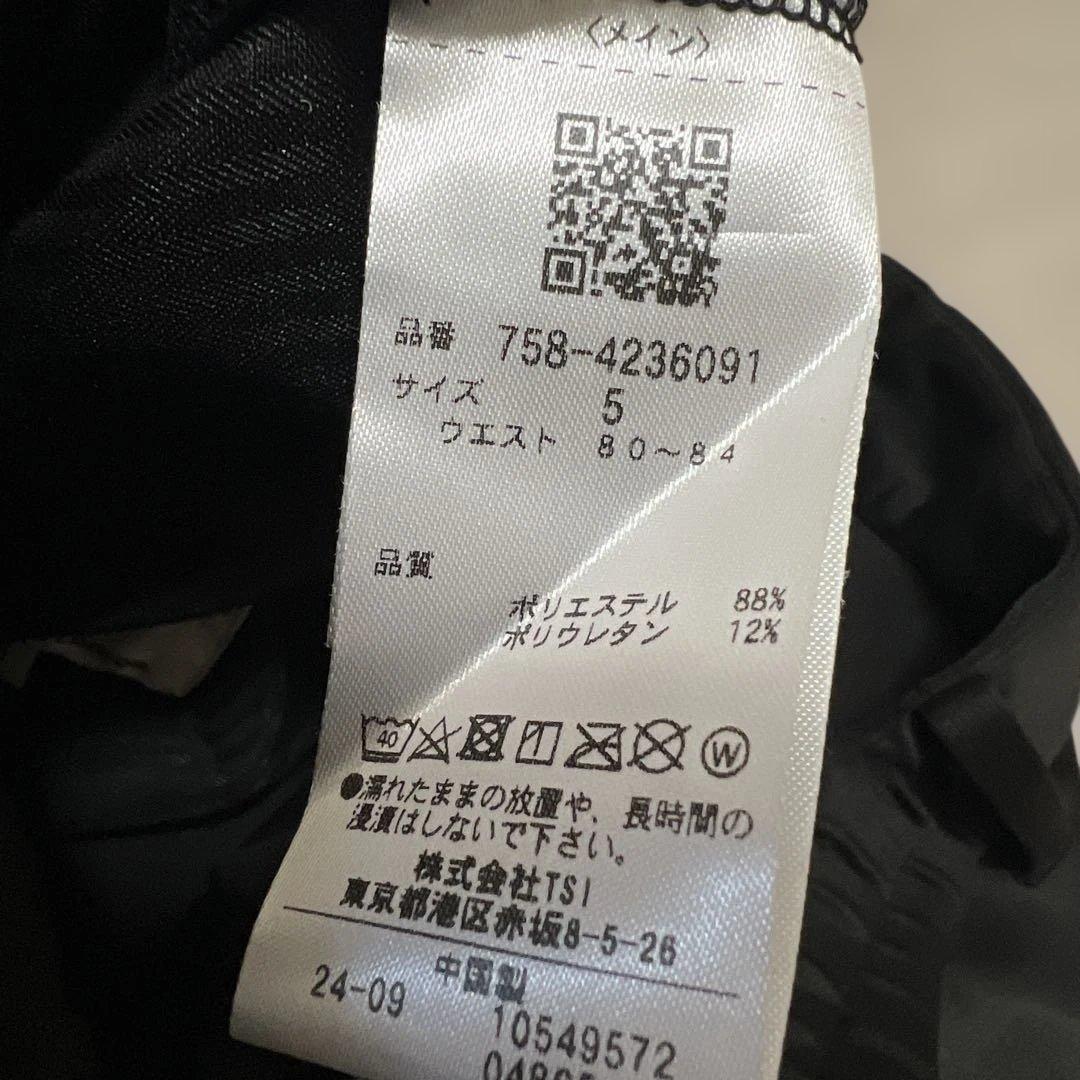 〈メイン〉
品番 758-4236091
サイズ 5
ウエスト 80～84
品質
ポリエステル 88%
ポリウレタン 12%
40 W
●濡れたままの放置や、長時間の
浸漬はしないで下さい。
株式会社TSI
東京都港区赤坂8-5-26
中国製
24-09 10549572